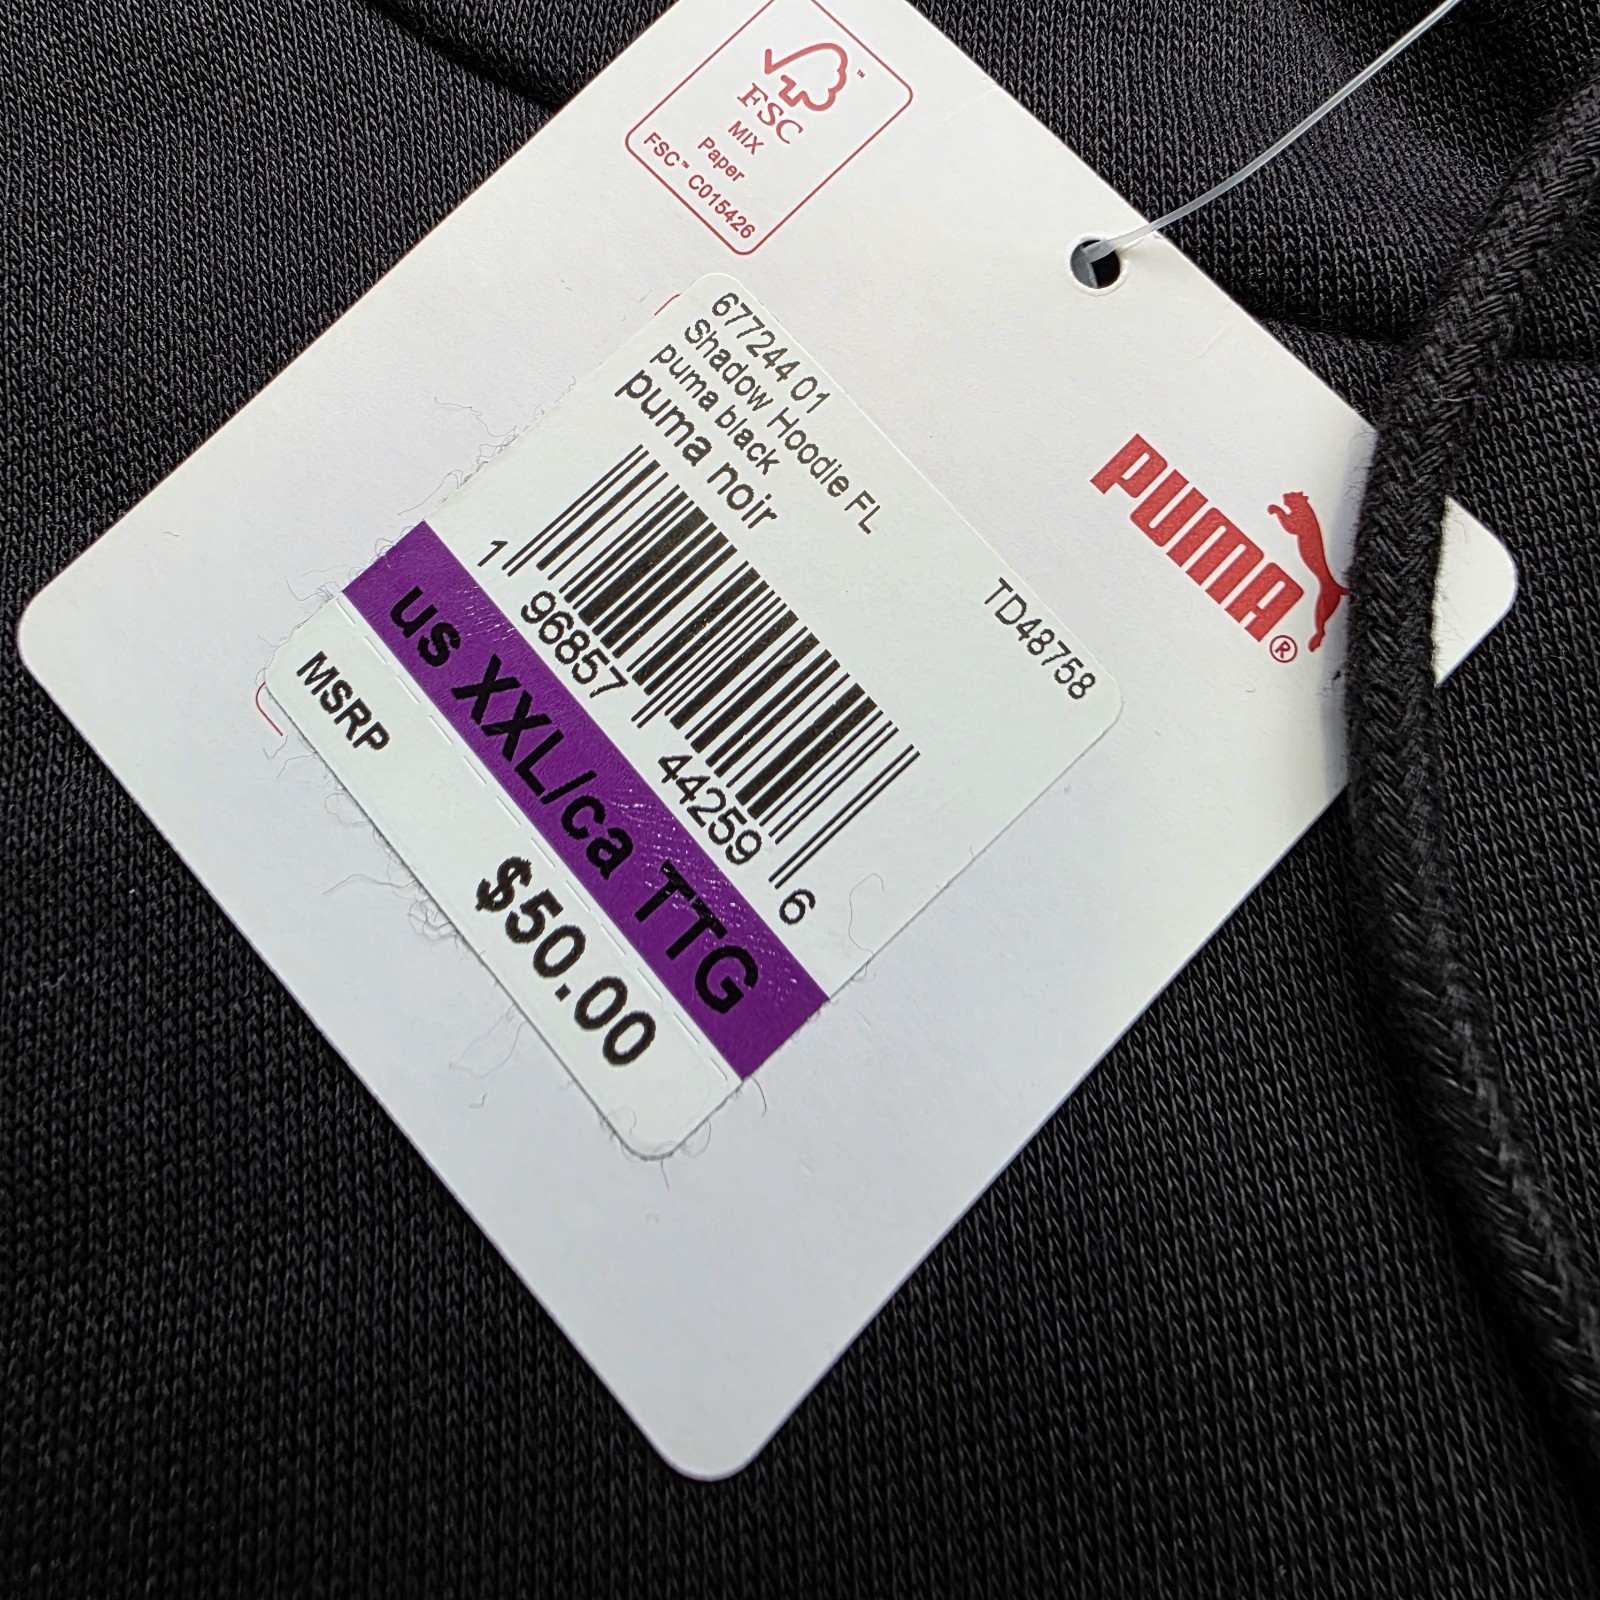 FSC
MIX
Paper
FSC™ C015426
PUMA®
677244 01
Shadow Hoodie FL
puma black
puma noir
TD48758
1 96857 44259 6
us XXL/ca TTG
MSRP
$50.00